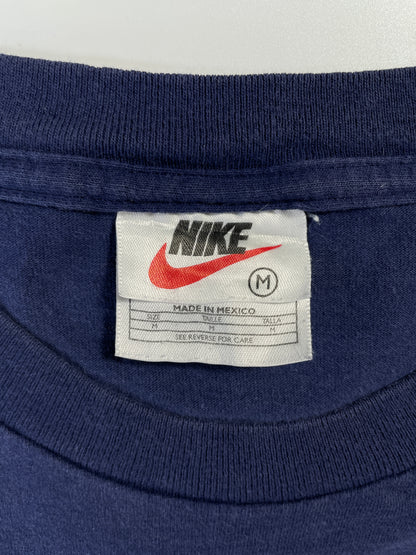 NIKE
M
MADE IN MEXICO
SIZE TAILLE TALLA
M M M
SEE REVERSE FOR CARE